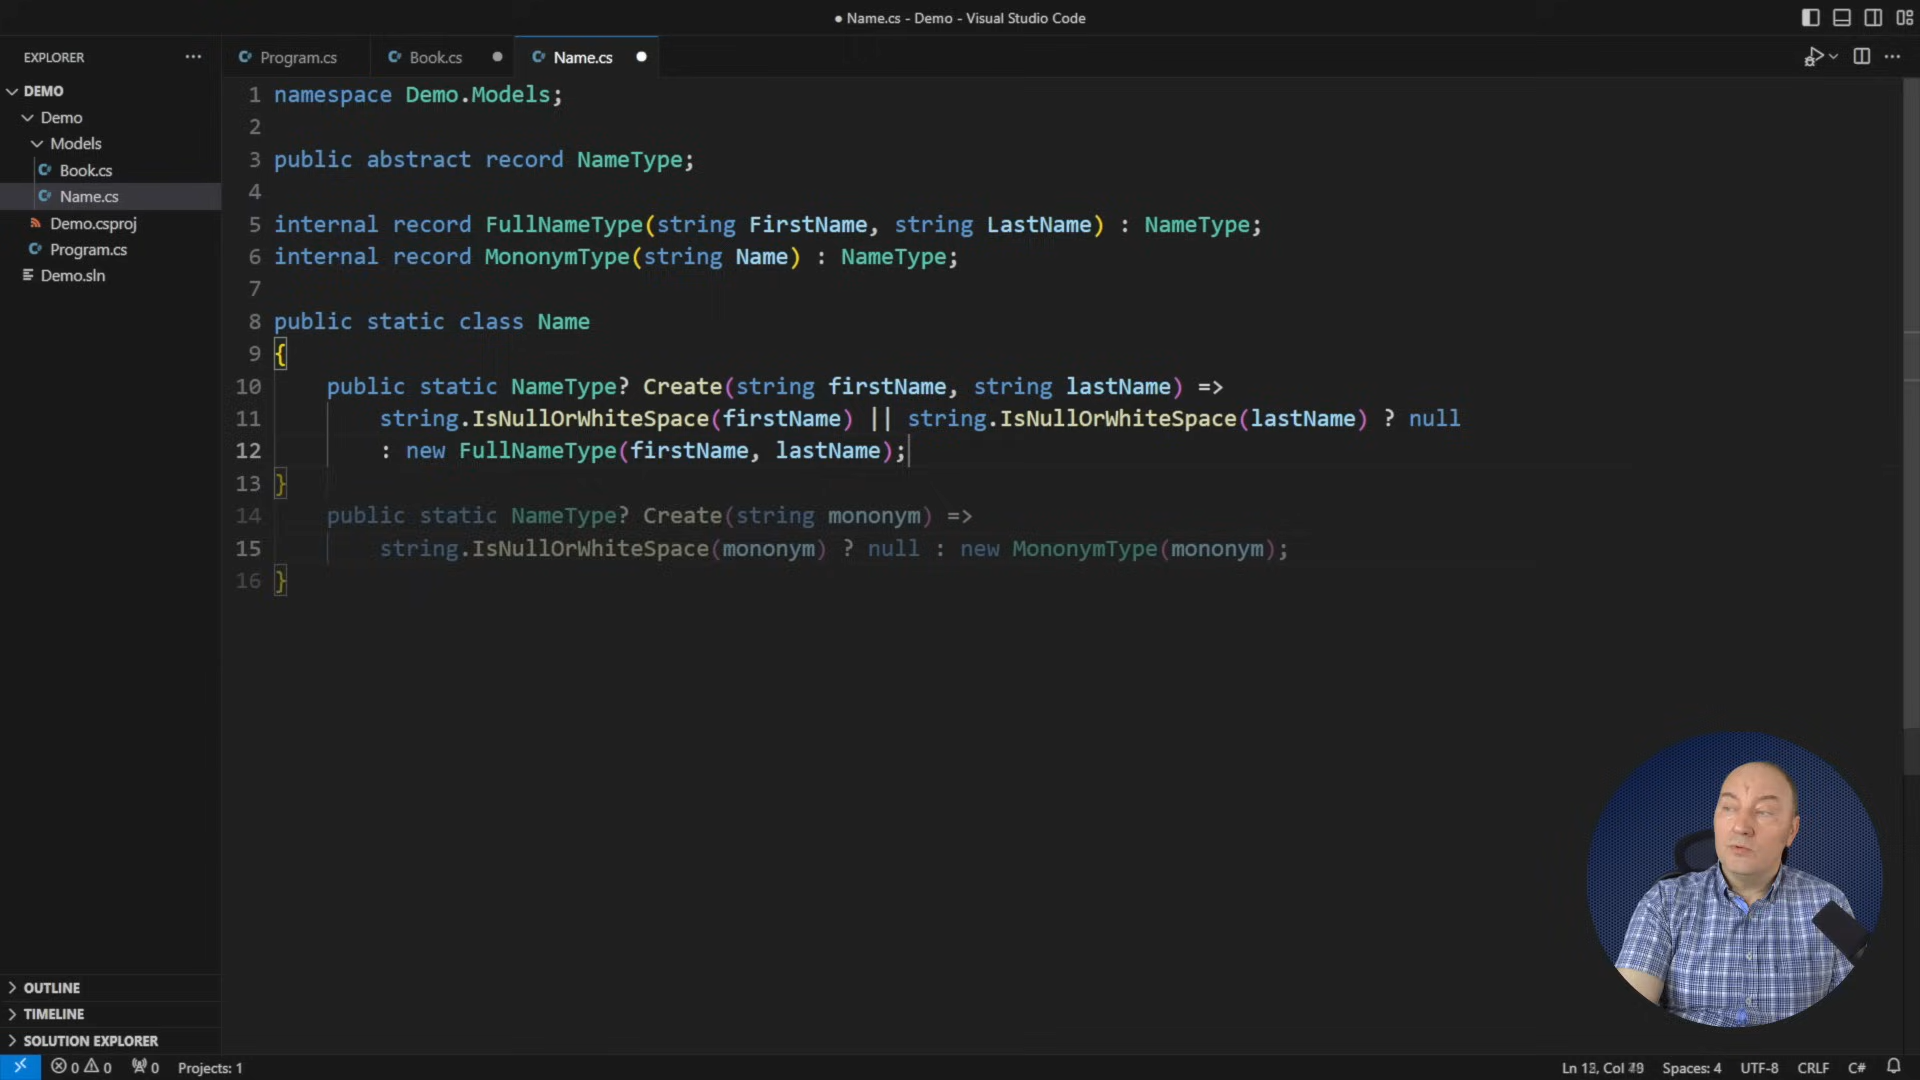 ● Name.cs - Demo - Visual Studio Code
EXPLORER
Program.cs
Book.cs
Name.cs
DEMO
Demo
Models
Book.cs
Name.cs
Demo.csproj
Program.cs
Demo.sln
1 namespace Demo.Models;
2
3 public abstract record NameType;
4
5 internal record FullNameType(string FirstName, string LastName) : NameType;
6 internal record MononymType(string Name) : NameType;
7
8 public static class Name
9 {
10 public static NameType? Create(string firstName, string lastName) =>
11 string.IsNullOrWhiteSpace(firstName) || string.IsNullOrWhiteSpace(lastName) ? null
12 : new FullNameType(firstName, lastName);
13 }
14 public static NameType? Create(string mononym) =>
15 string.IsNullOrWhiteSpace(mononym) ? null : new MononymType(mononym);
16 }
OUTLINE
TIMELINE
SOLUTION EXPLORER
0 0 0 Projects: 1
Spaces: 4 UTF-8 CRLF C#